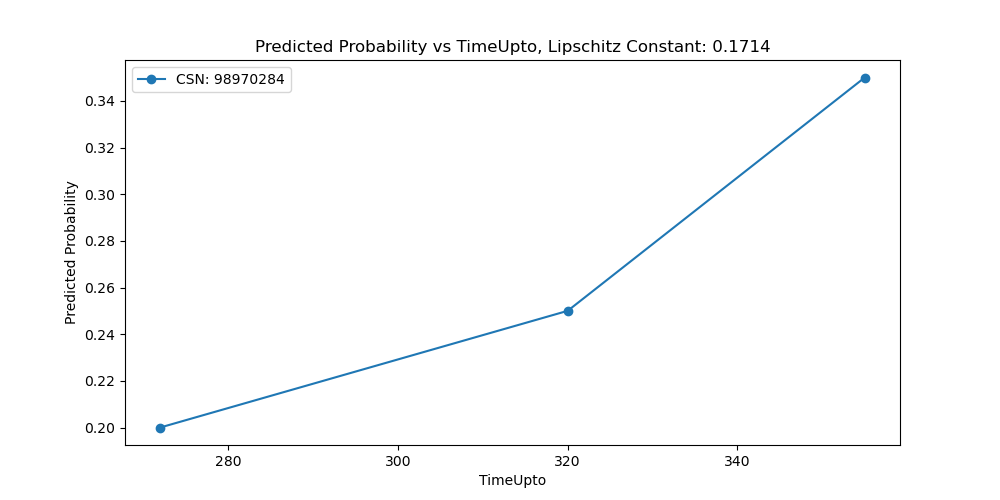 Predicted Probability vs TimeUpto, Lipschitz Constant: 0.1714
CSN: 98970284
Predicted Probability
0.34
0.32
0.30
0.28
0.26
0.24
0.22
0.20
280 300 320 340
TimeUpto